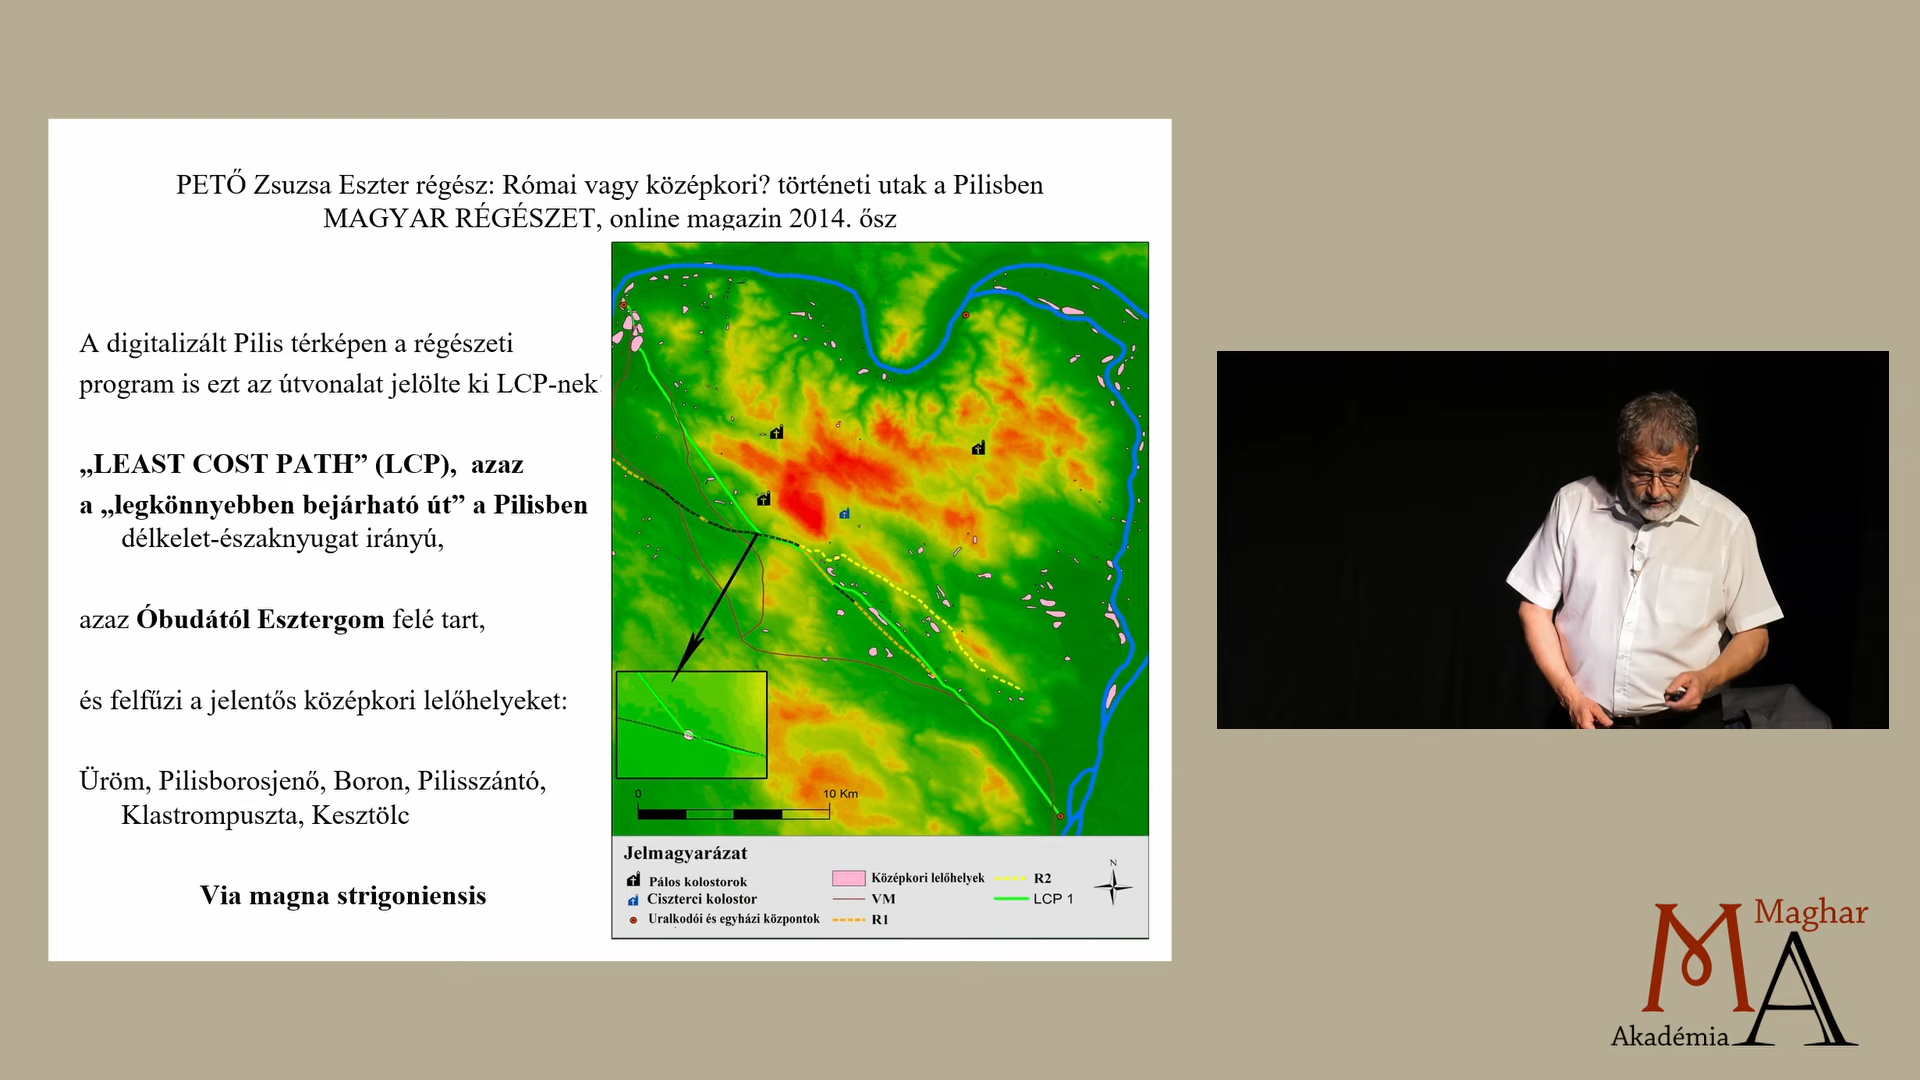 PETŐ Zsuzsa Eszter régész: Római vagy középkori? történeti utak a Pilisben
MAGYAR RÉGÉSZET, online magazin 2014. ősz
A digitalizált Pilis térképen a régészeti
program is ezt az útvonalat jelölte ki LCP-nek
„LEAST COST PATH” (LCP), azaz
a „legkönnyebben bejárható út” a Pilisben
délkelet-északnyugat irányú,
azaz Óbudától Esztergom felé tart,
és felfűzi a jelentős középkori lelőhelyeket:
Üröm, Pilisborosjenő, Boron, Pilisszántó,
Klastrompuszta, Kesztölc
Via magna strigoniensis
0 10 Km
Jelmagyarázat
Pálos kolostorok
Ciszterci kolostor
Uralkodói és egyházi központok
Középkori lelőhelyek
VM
R1
R2
LCP 1
N
Maghar
MA
Akadémia